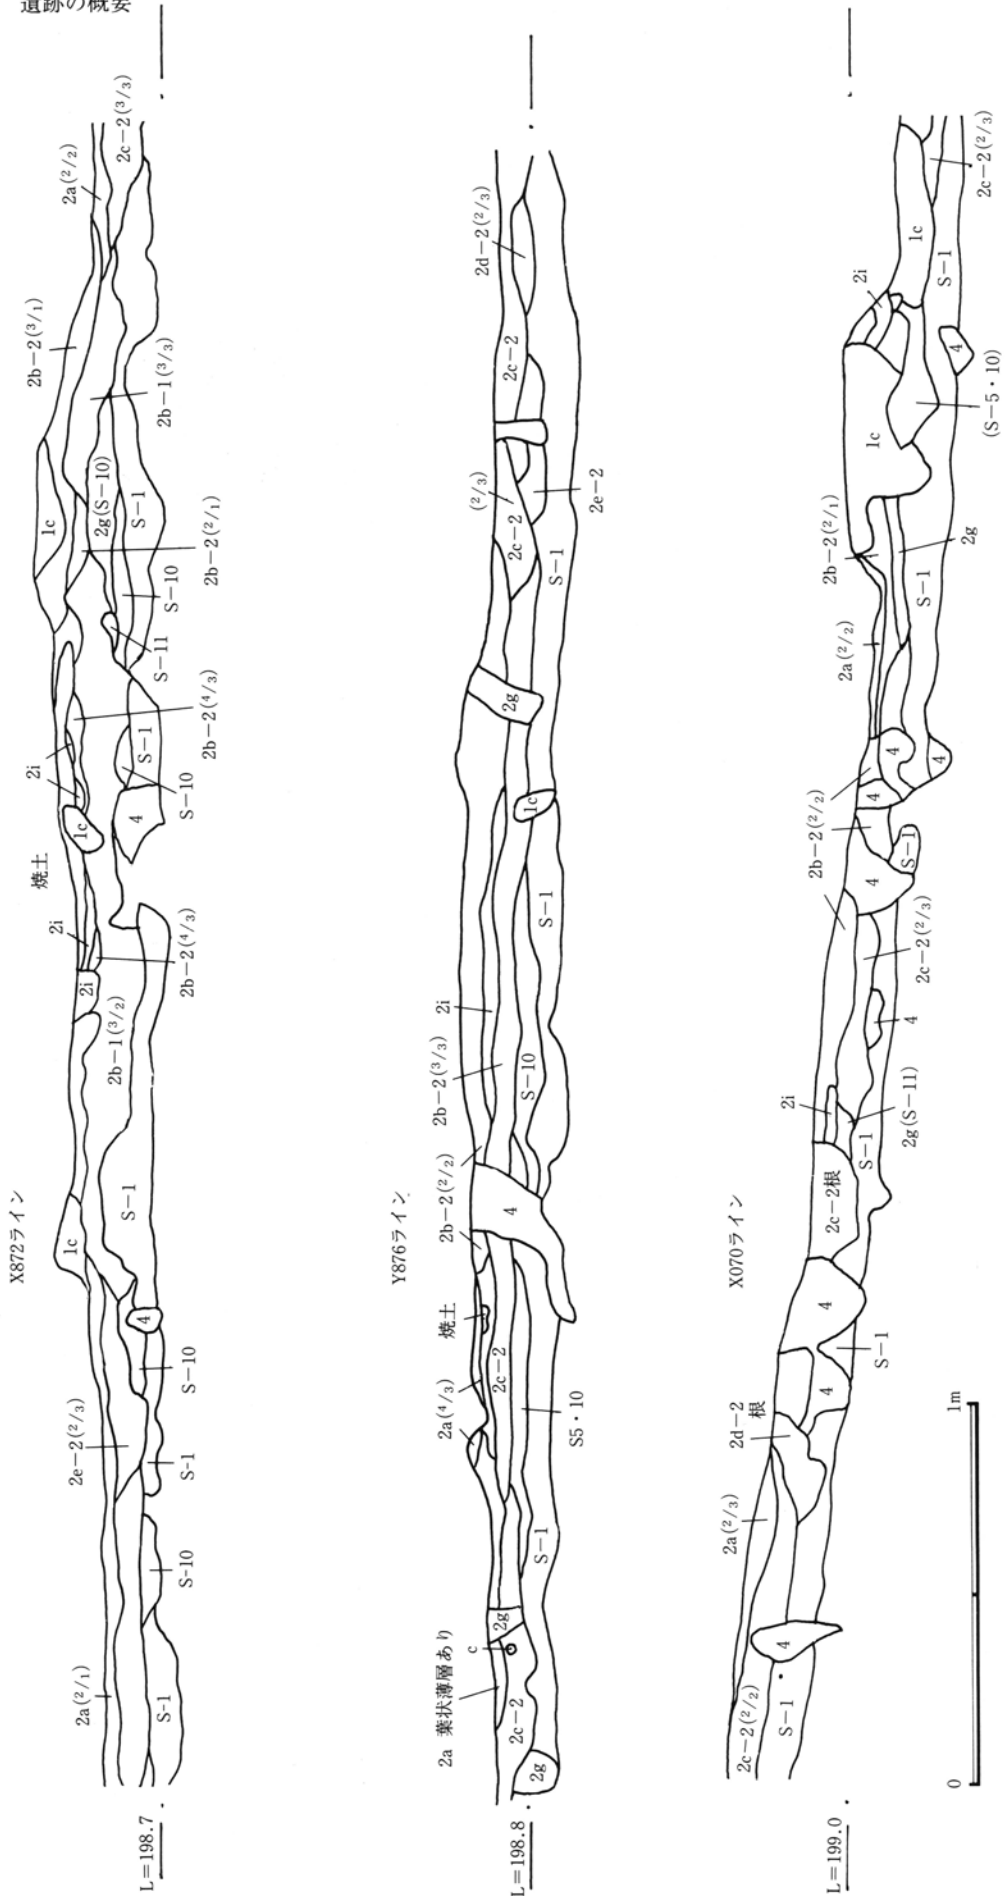 遺跡の概要
X872ライン
L=198.7
2a(2/1)
S-1
S-10
2e-2(2/3)
S-1
S-10
4
1c
S-1
2b-1(3/2)
2i
2i
2b-2(4/3)
焼土
1c
4
2i
S-10
S-1
2b-2(4/3)
S-11
S-10
2b-2(2/1)
1c
2g(S-10)
S-1
2b-1(3/3)
2b-2(3/1)
2a(2/2)
2c-2(3/3)
Y876ライン
L=198.8
2g
2a 葉状薄層あり
2c-2
c
2g
S-1
S5・10
2a(4/3)
2c-2
焼土
2b-2(2/2)
4
2b-2(3/3)
2i
S-10
S-1
1c
2g
S-1
2c-2
(2/3)
2e-2
2c-2
2d-2(2/3)
X070ライン
L=199.0
2c-2(2/2)
S-1
4
2a(2/3)
2d-2
根
4
S-1
4
2c-2根
2i
S-1
2g(S-11)
4
2c-2(2/3)
4
S-1
2b-2(2/2)
4
4
4
2a(2/2)
2b-2(2/1)
S-1
2g
1c
(S-5・10)
4
2i
S-1
1c
2c-2(2/3)
0
1m